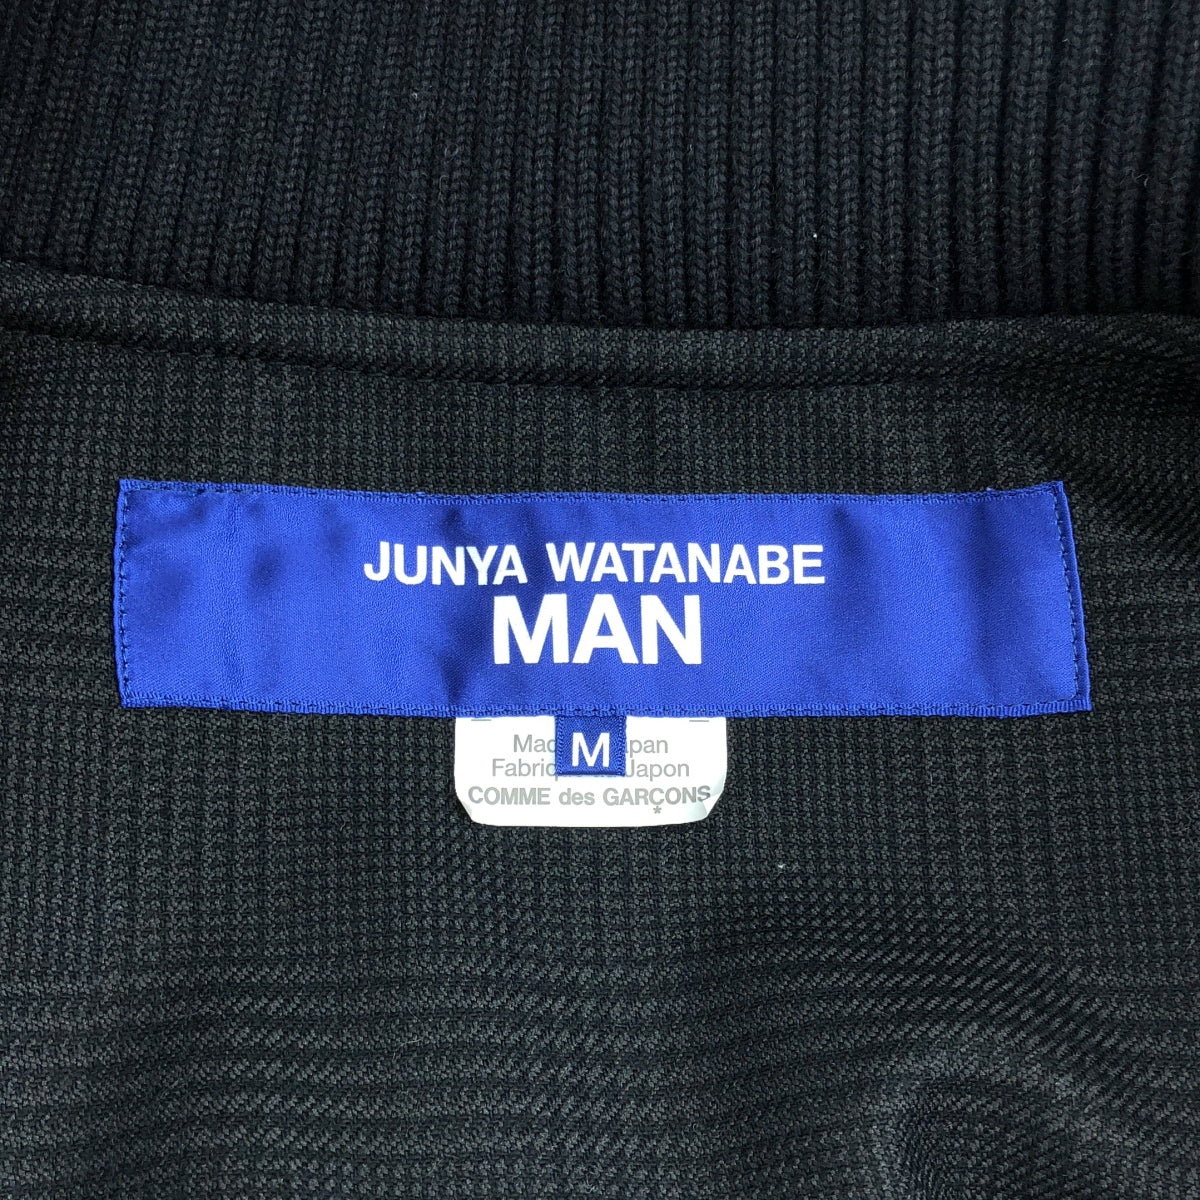 JUNYA WATANABE
MAN
M
Japan
Japon
COMME des GARÇONS
*